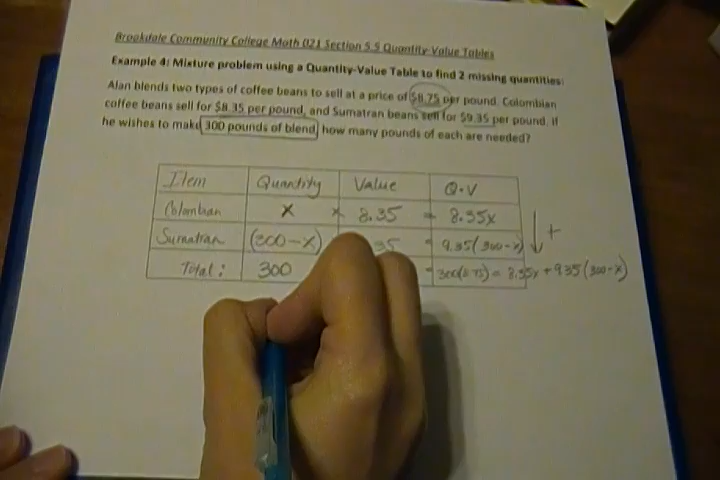 Brookdale Community College Math 021 Section 5.5 Quantity-Value Tables
Example 4: Mixture problem using a Quantity-Value Table to find 2 missing quantities:
Alan blends two types of coffee beans to sell at a price of $8.75 per pound. Colombian
coffee beans sell for $8.35 per pound, and Sumatran beans sell for $9.35 per pound. If
he wishes to make 300 pounds of blend, how many pounds of each are needed?
Item Quantity Value Q·V
Colombian x × 8.35 = 8.35x
Sumatran (300-x) 35 = 9.35(300-x) +
Total: 300 = 300(8.75) = 8.35x + 9.35(300-x)